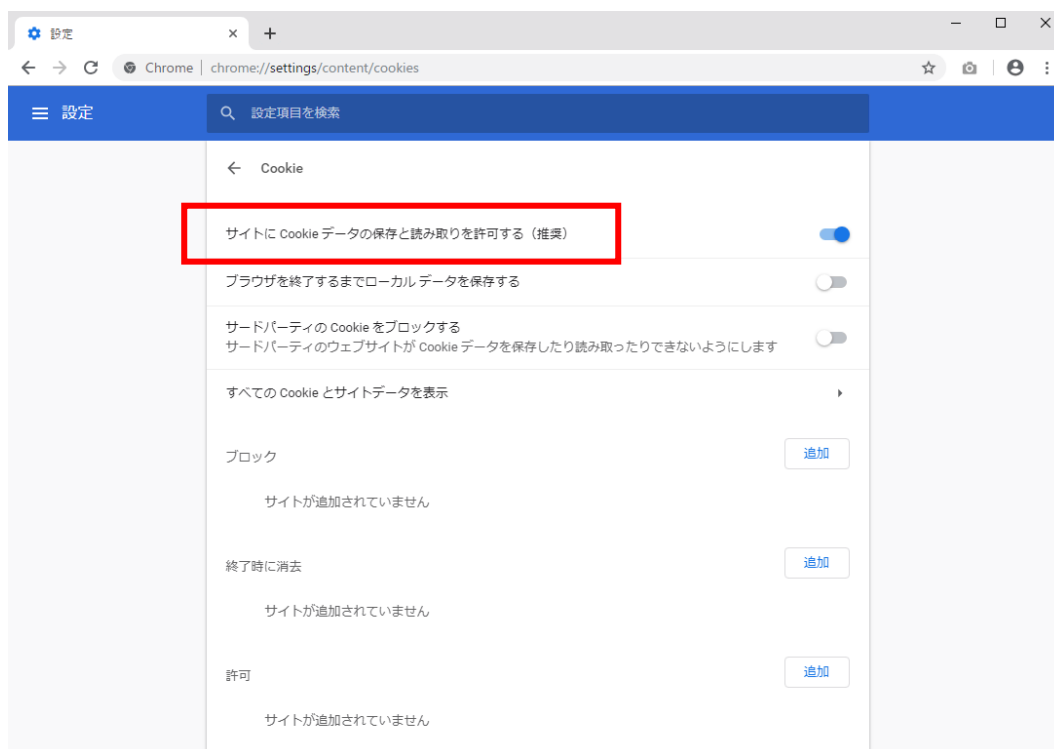 設定
Chrome | chrome://settings/content/cookies
設定
設定項目を検索
Cookie
サイトに Cookie データの保存と読み取りを許可する（推奨）
ブラウザを終了するまでローカル データを保存する
サードパーティの Cookie をブロックする
サードパーティのウェブサイトが Cookie データを保存したり読み取ったりできないようにします
すべての Cookie とサイトデータを表示
ブロック
追加
サイトが追加されていません
終了時に消去
追加
サイトが追加されていません
許可
追加
サイトが追加されていません